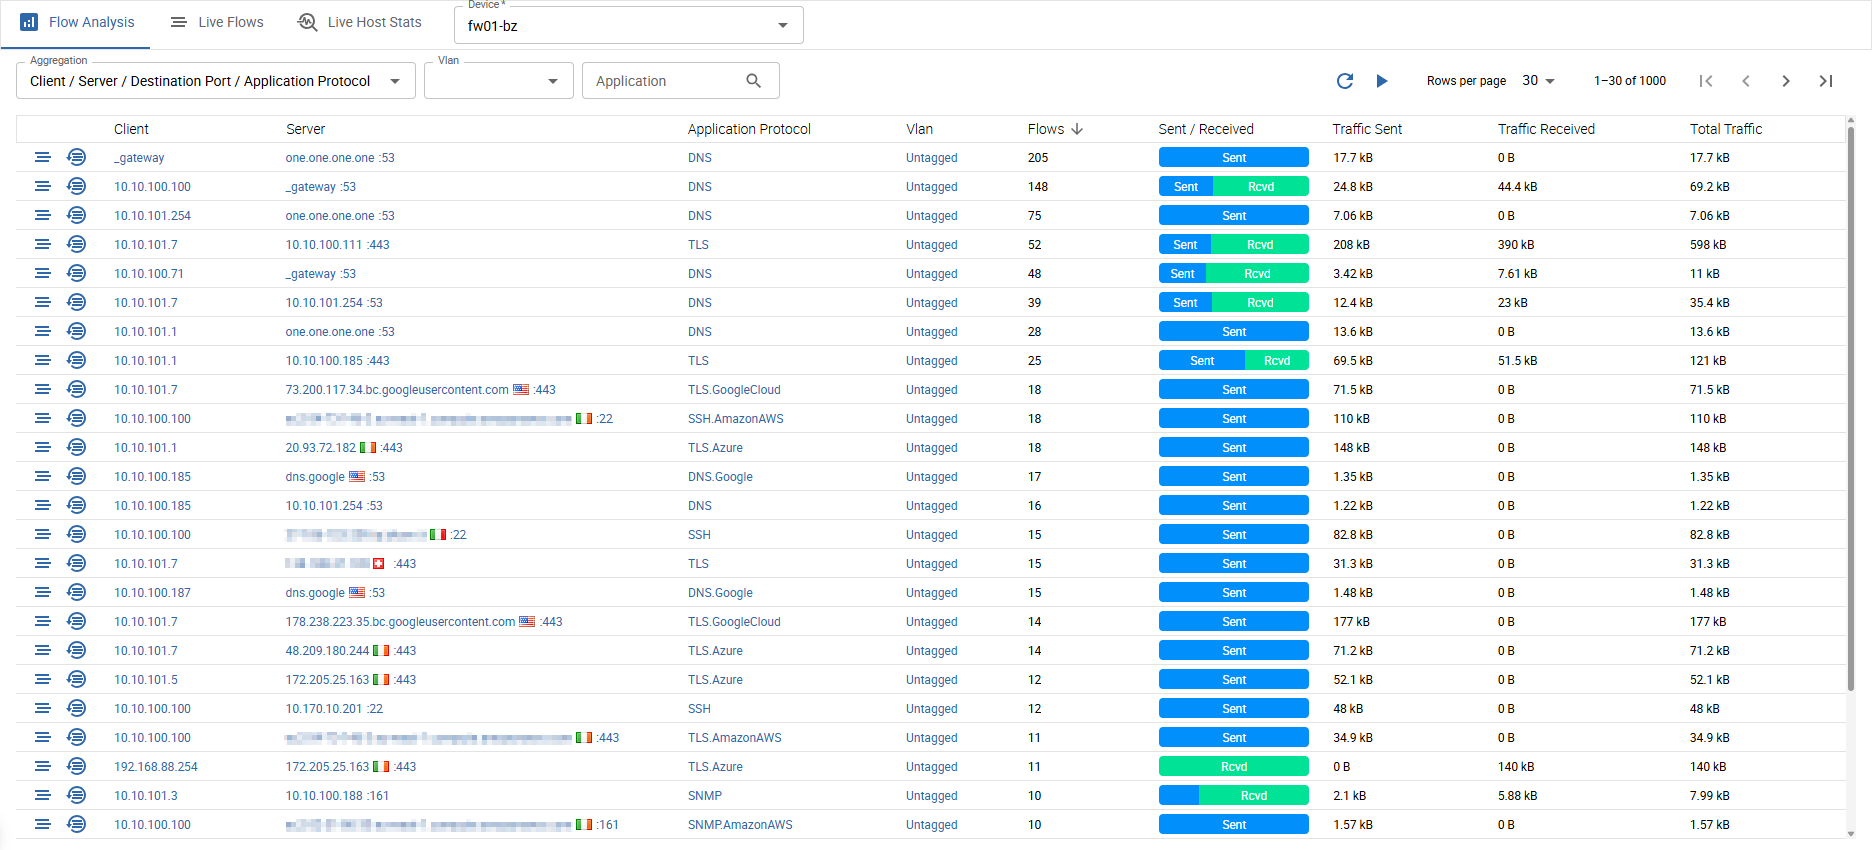 Flow Analysis Live Flows Live Host Stats Device * fw01-bz
Aggregation Client / Server / Destination Port / Application Protocol Vlan Application Rows per page 30 1–30 of 1000
Client Server Application Protocol Vlan Flows Sent / Received Traffic Sent Traffic Received Total Traffic
_gateway one.one.one.one :53 DNS Untagged 205 Sent 17.7 kB 0 B 17.7 kB
10.10.100.100 _gateway :53 DNS Untagged 148 Sent Rcvd 24.8 kB 44.4 kB 69.2 kB
10.10.101.254 one.one.one.one :53 DNS Untagged 75 Sent 7.06 kB 0 B 7.06 kB
10.10.101.7 10.10.100.111 :443 TLS Untagged 52 Sent Rcvd 208 kB 390 kB 598 kB
10.10.100.71 _gateway :53 DNS Untagged 48 Sent Rcvd 3.42 kB 7.61 kB 11 kB
10.10.101.7 10.10.101.254 :53 DNS Untagged 39 Sent Rcvd 12.4 kB 23 kB 35.4 kB
10.10.101.1 one.one.one.one :53 DNS Untagged 28 Sent 13.6 kB 0 B 13.6 kB
10.10.101.1 10.10.100.185 :443 TLS Untagged 25 Sent Rcvd 69.5 kB 51.5 kB 121 kB
10.10.101.7 73.200.117.34.bc.googleusercontent.com :443 TLS.GoogleCloud Untagged 18 Sent 71.5 kB 0 B 71.5 kB
10.10.100.100 :22 SSH.AmazonAWS Untagged 18 Sent 110 kB 0 B 110 kB
10.10.101.1 20.93.72.182 :443 TLS.Azure Untagged 18 Sent 148 kB 0 B 148 kB
10.10.100.185 dns.google :53 DNS.Google Untagged 17 Sent 1.35 kB 0 B 1.35 kB
10.10.100.185 10.10.101.254 :53 DNS Untagged 16 Sent 1.22 kB 0 B 1.22 kB
10.10.100.100 :22 SSH Untagged 15 Sent 82.8 kB 0 B 82.8 kB
10.10.101.7 :443 TLS Untagged 15 Sent 31.3 kB 0 B 31.3 kB
10.10.100.187 dns.google :53 DNS.Google Untagged 15 Sent 1.48 kB 0 B 1.48 kB
10.10.101.7 178.238.223.35.bc.googleusercontent.com :443 TLS.GoogleCloud Untagged 14 Sent 177 kB 0 B 177 kB
10.10.101.7 48.209.180.244 :443 TLS.Azure Untagged 14 Sent 71.2 kB 0 B 71.2 kB
10.10.101.5 172.205.25.163 :443 TLS.Azure Untagged 12 Sent 52.1 kB 0 B 52.1 kB
10.10.100.100 10.170.10.201 :22 SSH Untagged 12 Sent 48 kB 0 B 48 kB
10.10.100.100 :443 TLS.AmazonAWS Untagged 11 Sent 34.9 kB 0 B 34.9 kB
192.168.88.254 172.205.25.163 :443 TLS.Azure Untagged 11 Rcvd 0 B 140 kB 140 kB
10.10.101.3 10.10.100.188 :161 SNMP Untagged 10 Rcvd 2.1 kB 5.88 kB 7.99 kB
10.10.100.100 :161 SNMP.AmazonAWS Untagged 10 Sent 1.57 kB 0 B 1.57 kB